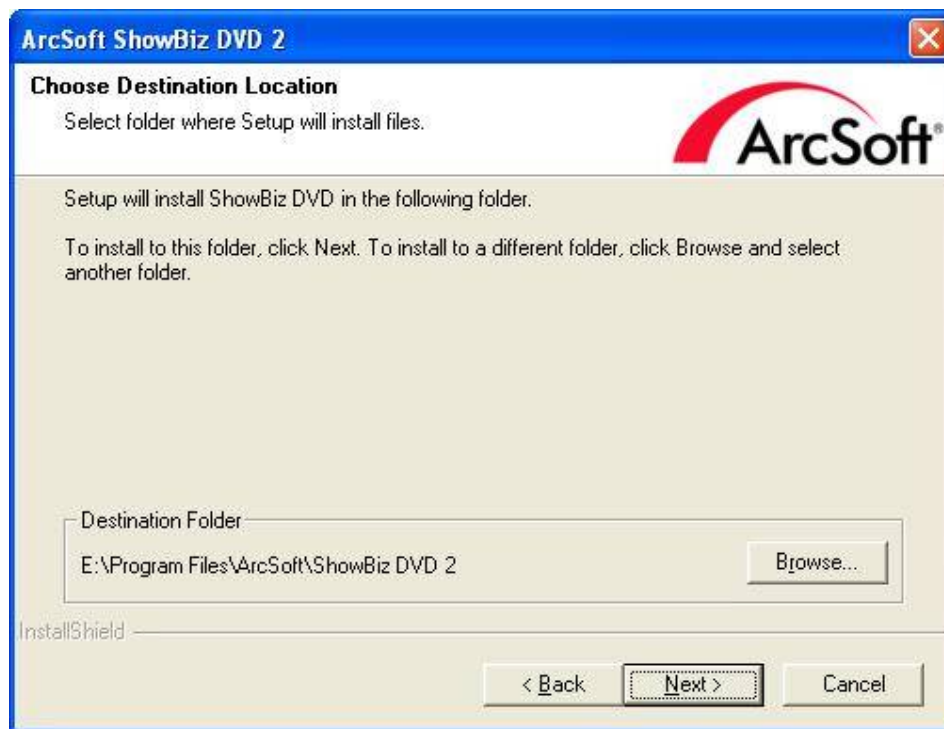 ArcSoft ShowBiz DVD 2
Choose Destination Location
Select folder where Setup will install files.
ArcSoft®
Setup will install ShowBiz DVD in the following folder.
To install to this folder, click Next. To install to a different folder, click Browse and select
another folder.
Destination Folder
E:\Program Files\ArcSoft\ShowBiz DVD 2
Browse...
InstallShield
< Back
Next >
Cancel